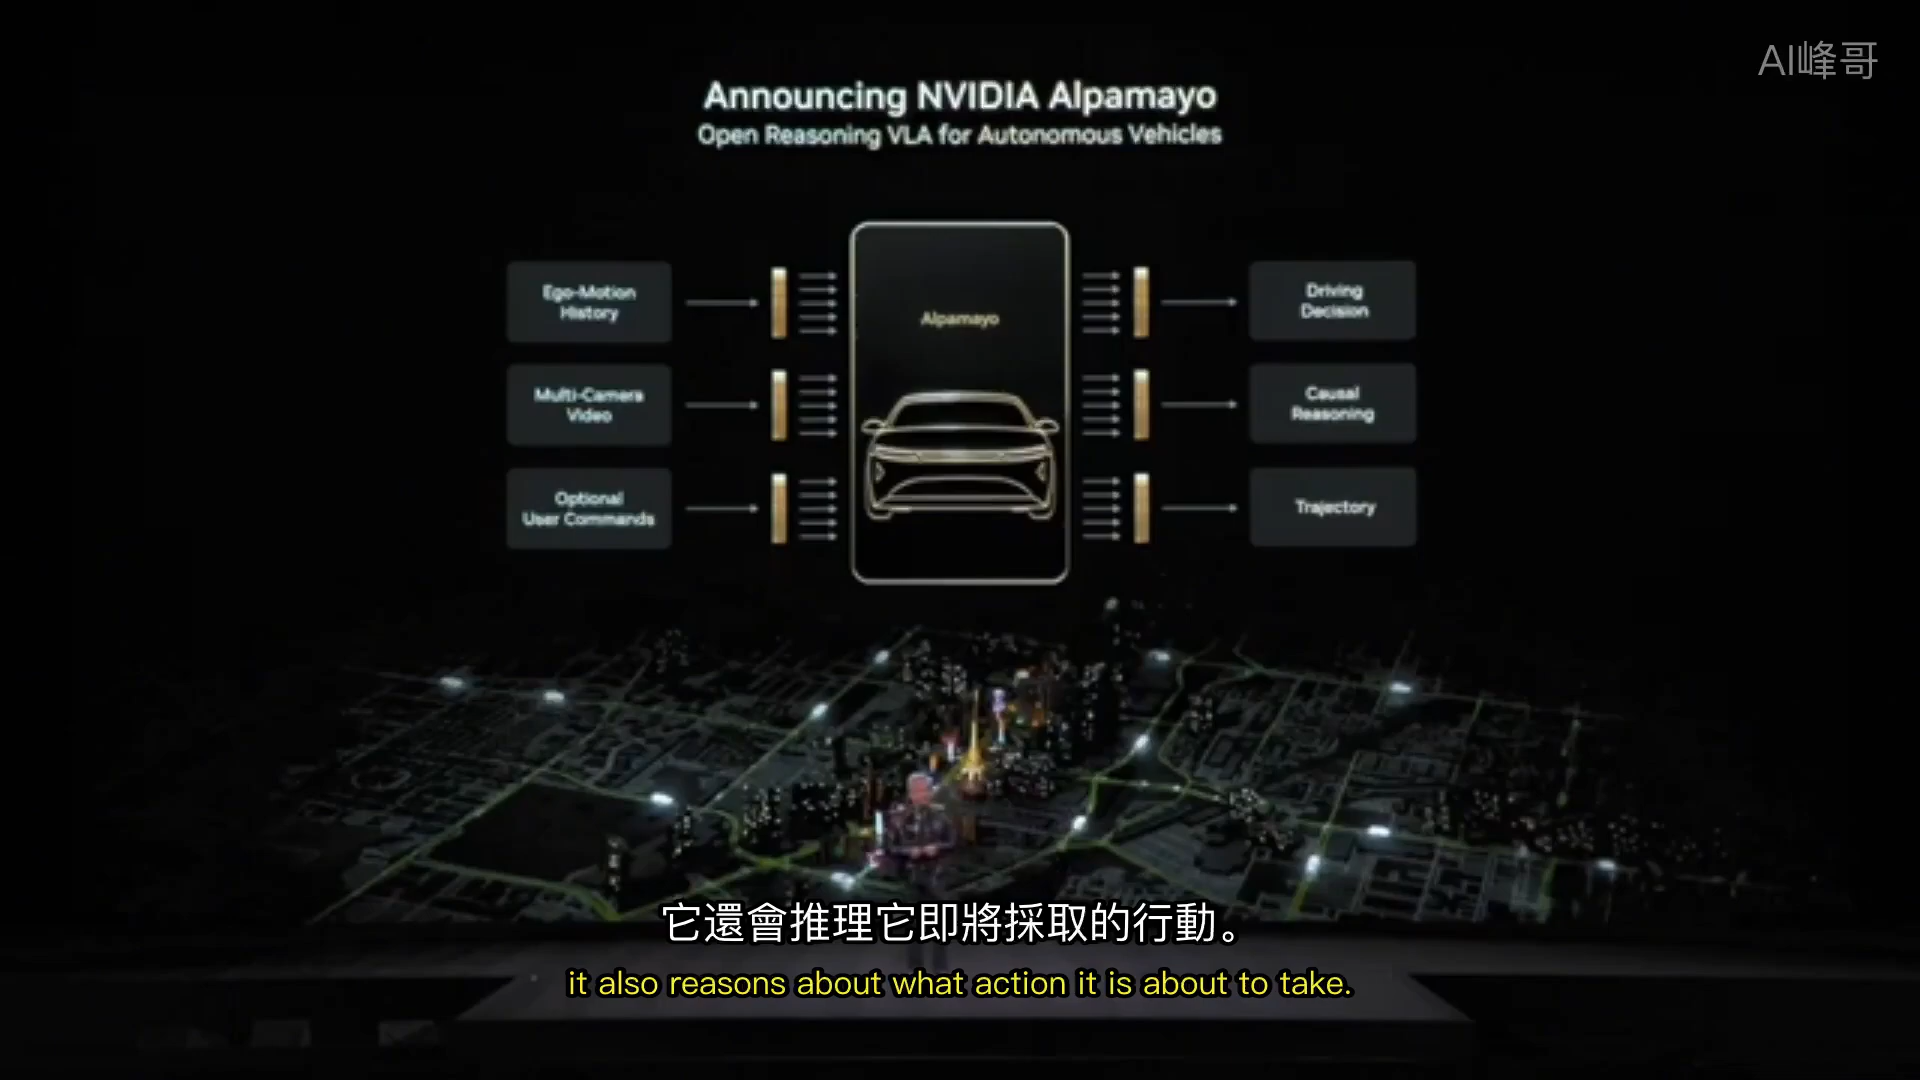 AI峰哥
Announcing NVIDIA Alpamayo
Open Reasoning VLA for Autonomous Vehicles
Ego-Motion
History
Multi-Camera
Video
Optional
User Commands
Alpamayo
Driving
Decision
Causal
Reasoning
Trajectory
它還會推理它即將採取的行動。
it also reasons about what action it is about to take.